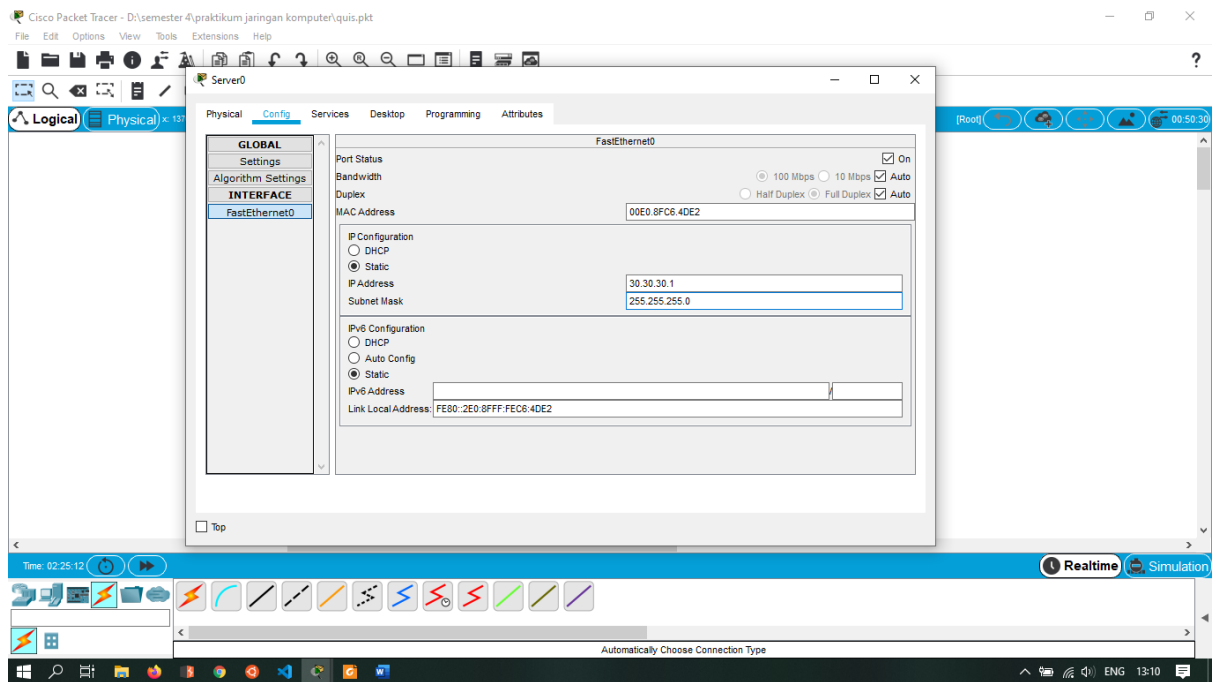 Cisco Packet Tracer - D:\semester 4\praktikum jaringan komputer\quis.pkt
File Edit Options View Tools Extensions Help
?
Server0
Logical Physical x: 137 [Root] 00:50:30
Physical Config Services Desktop Programming Attributes
GLOBAL
Settings
Algorithm Settings
INTERFACE
FastEthernet0
FastEthernet0
Port Status On
Bandwidth 100 Mbps 10 Mbps Auto
Duplex Half Duplex Full Duplex Auto
MAC Address 00E0.8FC6.4DE2
IP Configuration
DHCP
Static
IP Address 30.30.30.1
Subnet Mask 255.255.255.0
IPv6 Configuration
DHCP
Auto Config
Static
IPv6 Address /
Link Local Address: FE80::2E0:8FFF:FEC6:4DE2
Top
Time: 02:25:12 Realtime Simulation
Automatically Choose Connection Type
ENG 13:10